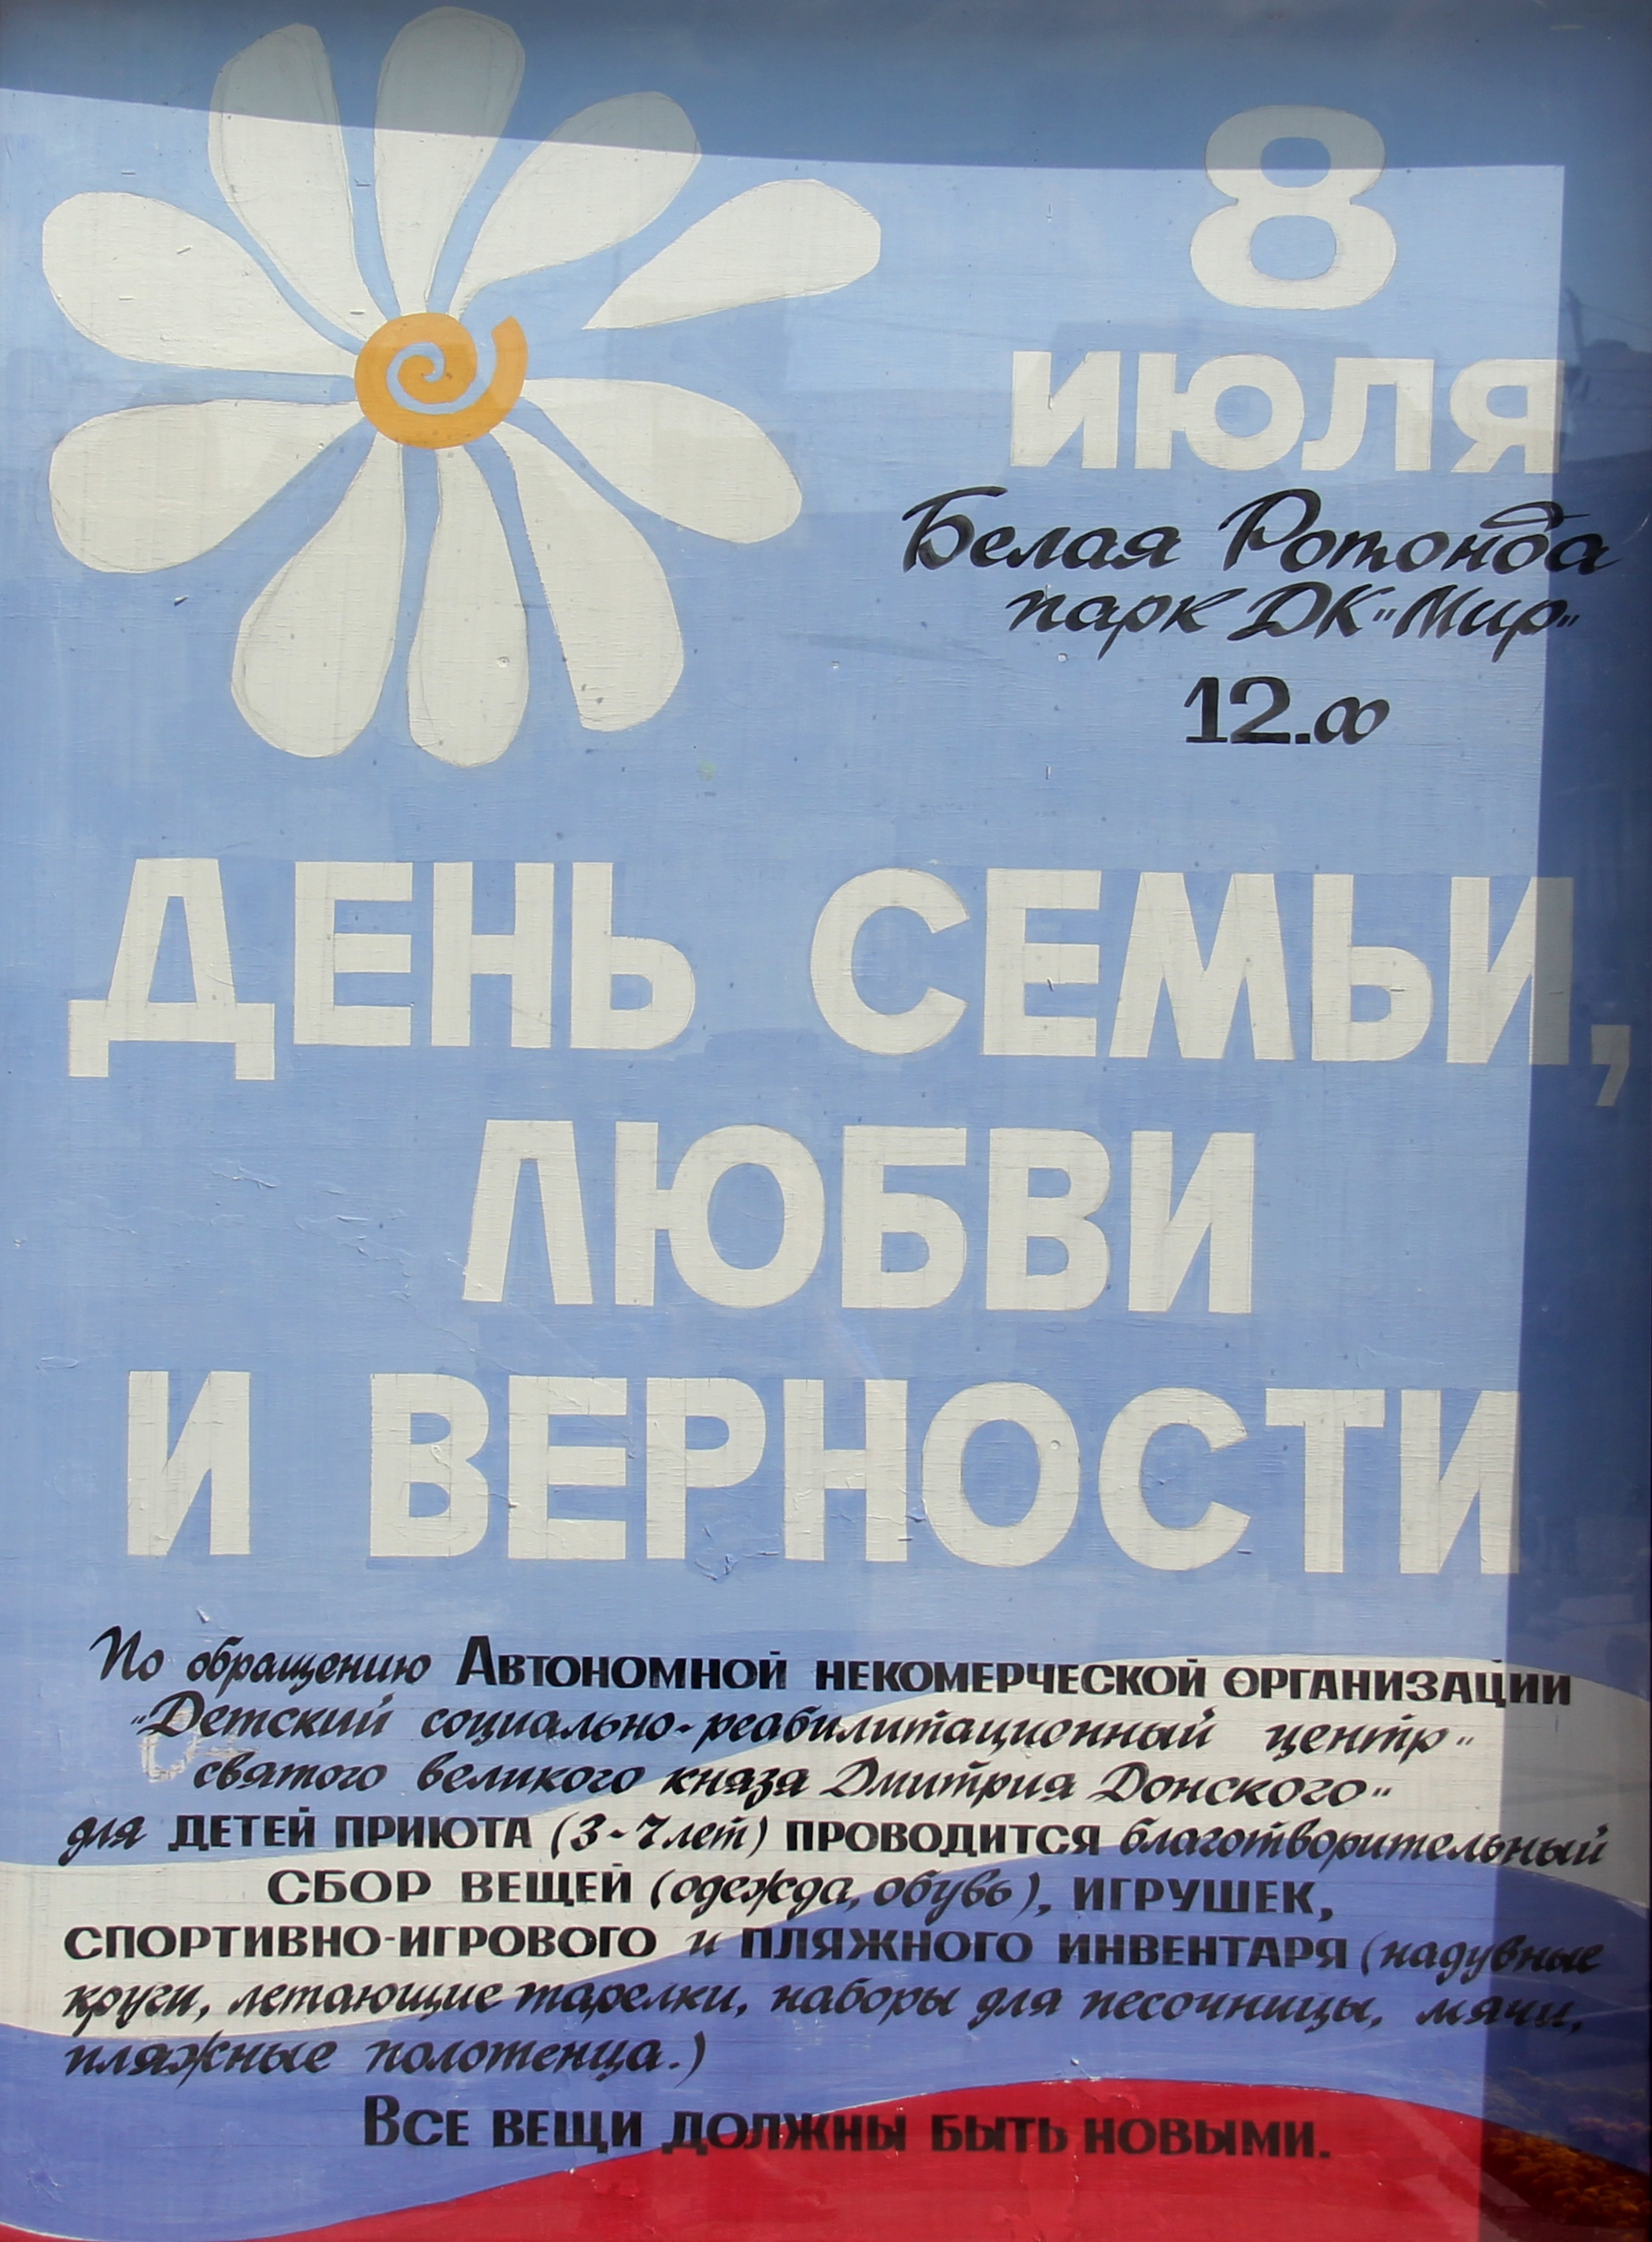 8
ИЮЛЯ
Белая Ротонда
парк ДК "Мир"
12.00
ДЕНЬ СЕМЬИ,
ЛЮБВИ
И ВЕРНОСТИ
По обращению АВТОНОМНОЙ НЕКОМЕРЧЕСКОЙ ОРГАНИЗАЦИИ
"Детский социально-реабилитационный центр"
святого великого князя Дмитрия Донского"
для ДЕТЕЙ ПРИЮТА (3-7 лет) ПРОВОДИТСЯ благотворительный
СБОР ВЕЩЕЙ (одежда, обувь), ИГРУШЕК,
СПОРТИВНО-ИГРОВОГО и ПЛЯЖНОГО ИНВЕНТАРЯ (надувные
круги, летающие тарелки, наборы для песочницы, мячи,
пляжные полотенца.)
ВСЕ ВЕЩИ ДОЛЖНЫ БЫТЬ НОВЫМИ.